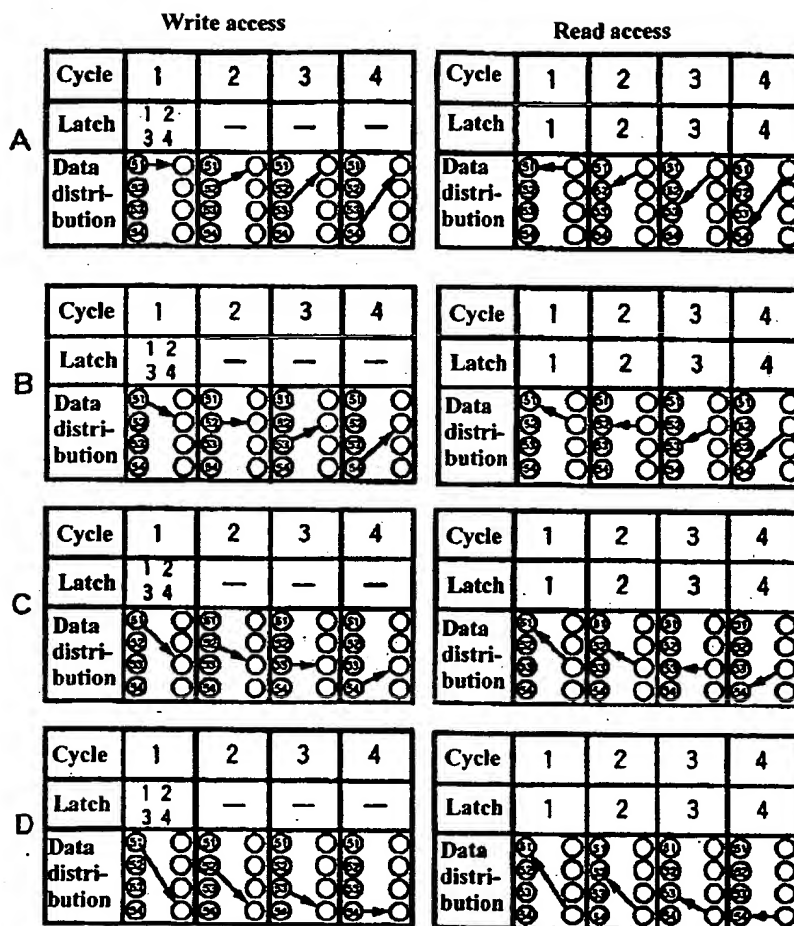 Write access
Read access
A
Cycle 1 2 3 4
Latch 1 2 3 4 — — —
Data distri-
bution
Cycle 1 2 3 4
Latch 1 2 3 4
Data distri-
bution
B
Cycle 1 2 3 4
Latch 1 2 3 4 — — —
Data distri-
bution
Cycle 1 2 3 4
Latch 1 2 3 4
Data distri-
bution
C
Cycle 1 2 3 4
Latch 1 2 3 4 — — —
Data distri-
bution
Cycle 1 2 3 4
Latch 1 2 3 4
Data distri-
bution
D
Cycle 1 2 3 4
Latch 1 2 3 4 — — —
Data distri-
bution
Cycle 1 2 3 4
Latch 1 2 3 4
Data distri-
bution